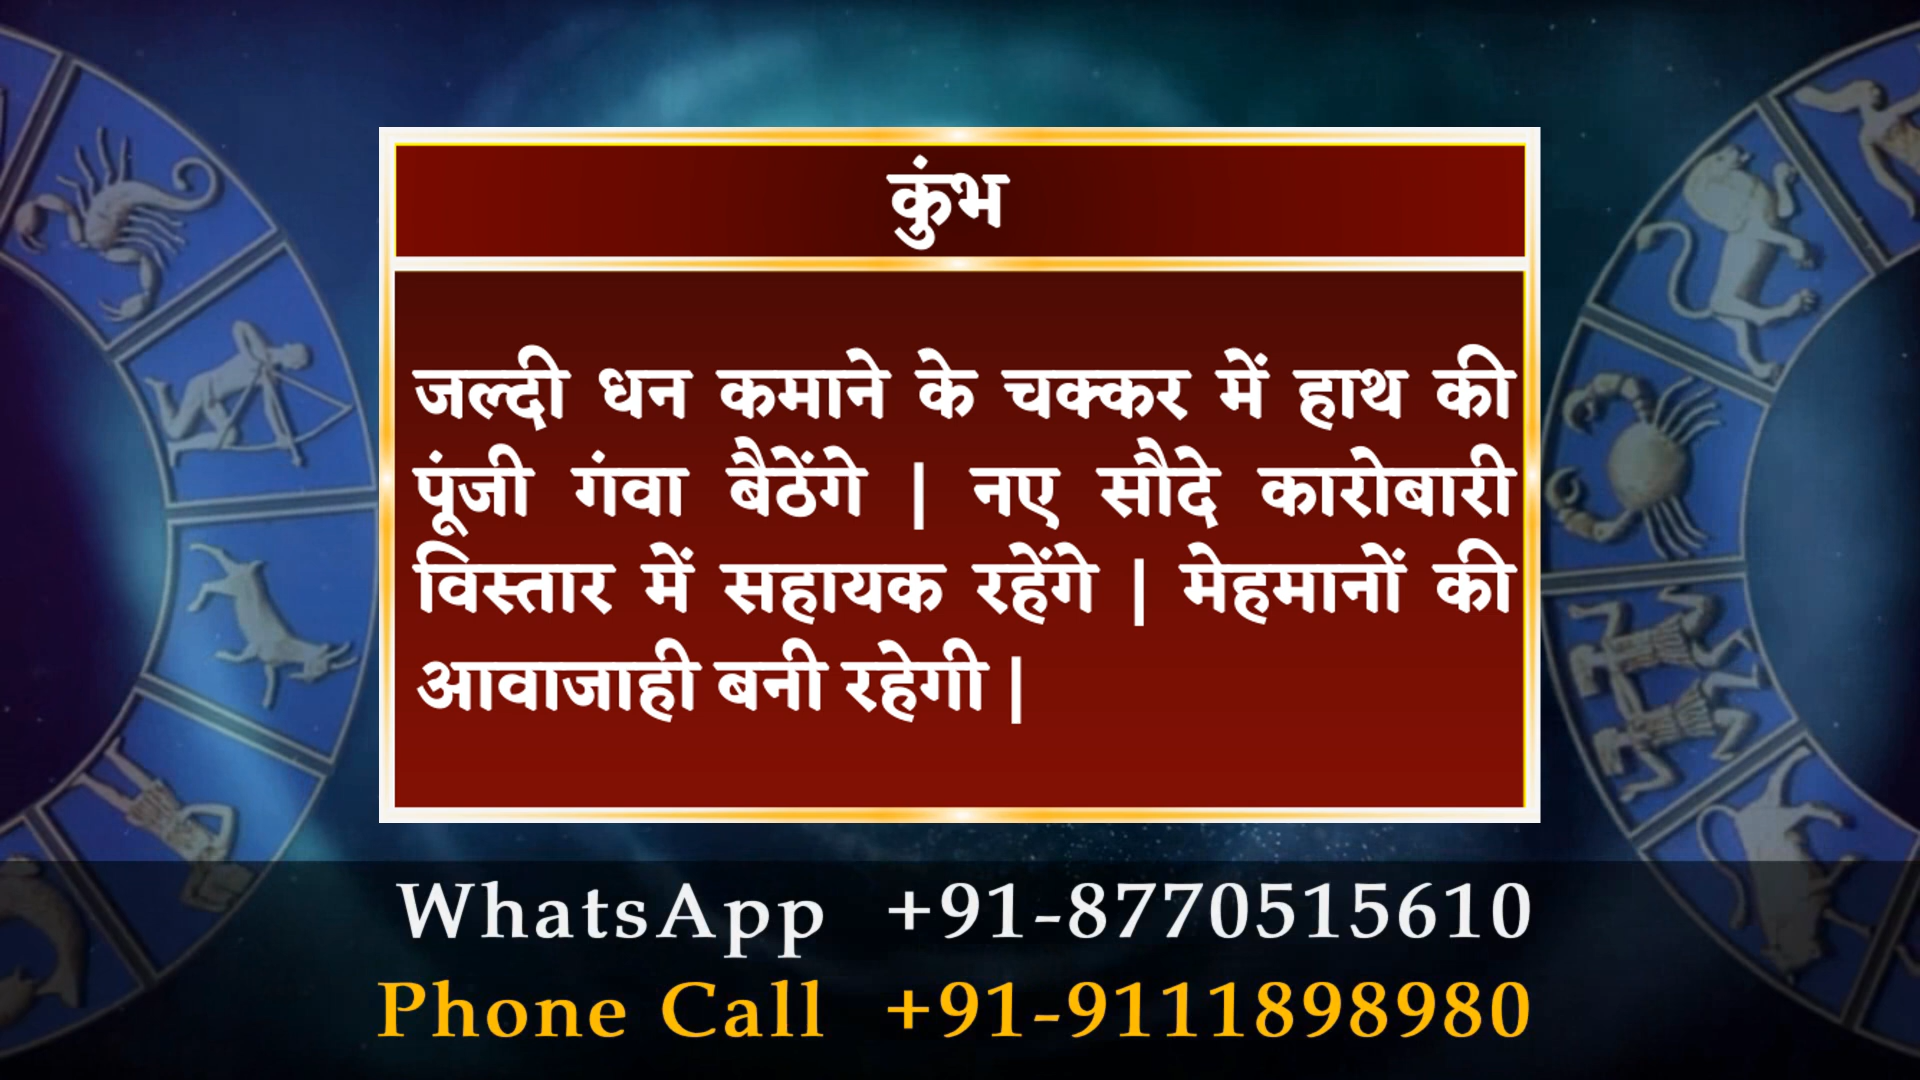 कुंभ
जल्दी धन कमाने के चक्कर में हाथ की
पूंजी गंवा बैठेंगे | नए सौदे कारोबारी
विस्तार में सहायक रहेंगे | मेहमानों की
आवाजाही बनी रहेगी |
WhatsApp +91-8770515610
Phone Call +91-9111898980